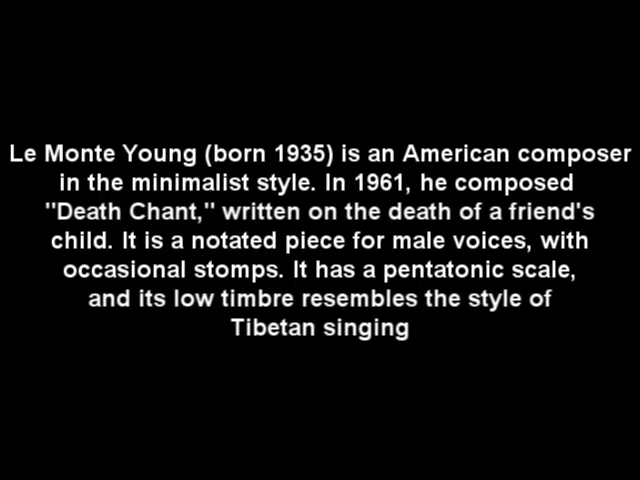 Le Monte Young (born 1935) is an American composer
in the minimalist style. In 1961, he composed
"Death Chant," written on the death of a friend's
child. It is a notated piece for male voices, with
occasional stomps. It has a pentatonic scale,
and its low timbre resembles the style of
Tibetan singing